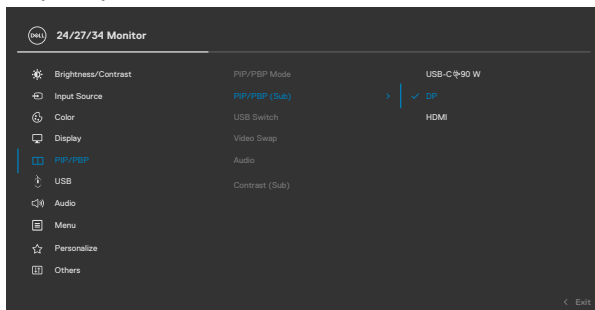 DELL
24/27/34 Monitor
Brightness/Contrast
Input Source
Color
Display
PIP/PBP
USB
Audio
Menu
Personalize
Others
PIP/PBP Mode
PIP/PBP (Sub)
USB Switch
Video Swap
Audio
Contrast (Sub)
USB-C 90 W
DP
HDMI
Exit